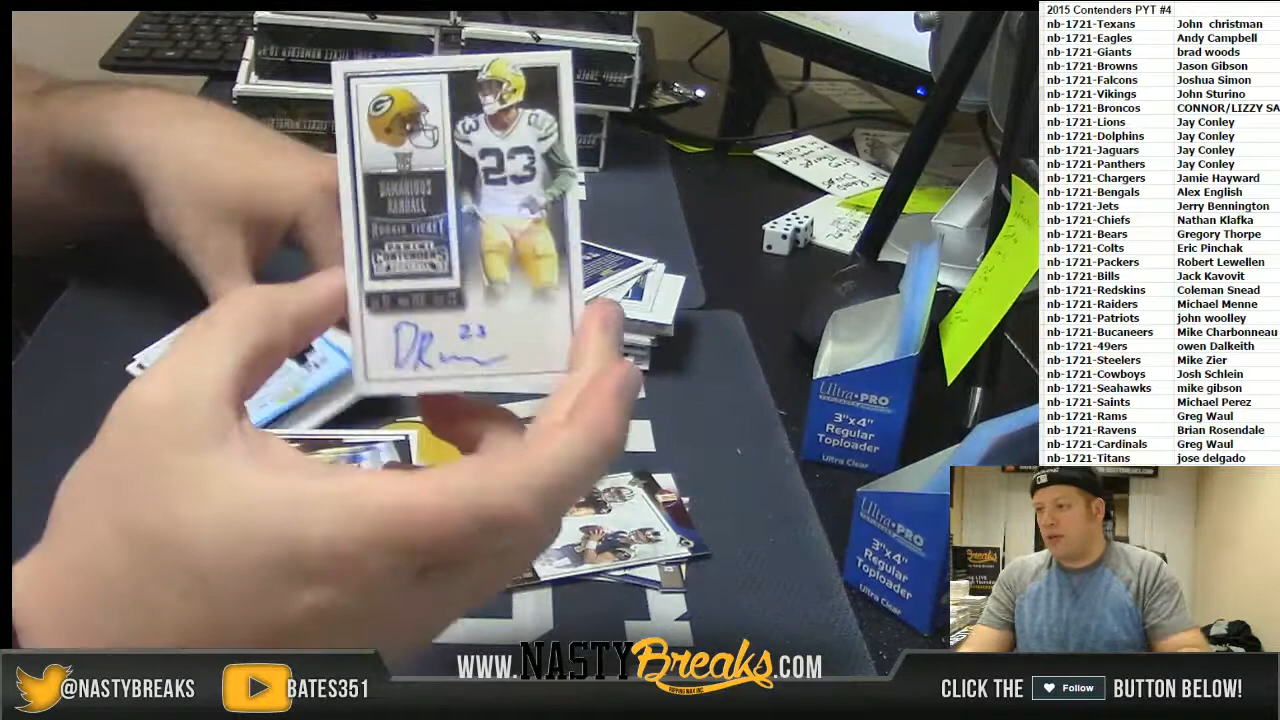 2015 Contenders PYT #4
nb-1721-Texans John christman
nb-1721-Eagles Andy Campbell
nb-1721-Giants brad woods
nb-1721-Browns Jason Gibson
nb-1721-Falcons Joshua Simon
nb-1721-Vikings John Sturino
nb-1721-Broncos CONNOR/LIZZY SA
nb-1721-Lions Jay Conley
nb-1721-Dolphins Jay Conley
nb-1721-Jaguars Jay Conley
nb-1721-Panthers Jay Conley
nb-1721-Chargers Jamie Hayward
nb-1721-Bengals Alex English
nb-1721-Jets Jerry Bennington
nb-1721-Chiefs Nathan Klafka
nb-1721-Bears Gregory Thorpe
nb-1721-Colts Eric Pinchak
nb-1721-Packers Robert Lewellen
nb-1721-Bills Jack Kavovit
nb-1721-Redskins Coleman Snead
nb-1721-Raiders Michael Menne
nb-1721-Patriots john woolley
nb-1721-Bucaneers Mike Charbonneau
nb-1721-49ers owen Dalkeith
nb-1721-Steelers Mike Zier
nb-1721-Cowboys Josh Schlein
nb-1721-Seahawks mike gibson
nb-1721-Saints Michael Perez
nb-1721-Rams Greg Waul
nb-1721-Ravens Brian Rosendale
nb-1721-Cardinals Greg Waul
nb-1721-Titans jose delgado
G
23
23
DAMARIOUS
RANDALL
ROOKIE TICKET
PANINI
CONTENDERS
23
Ultra·PRO
3"x4"
Regular
Toploader
Ultra Clear
Ultra·PRO
3"x4"
Regular
Toploader
Ultra Clear
Breaks
@NASTYBREAKS
BATES351
WWW.NASTYBreaks.COM
RIPPING WAX INC
CLICK THE Follow BUTTON BELOW!